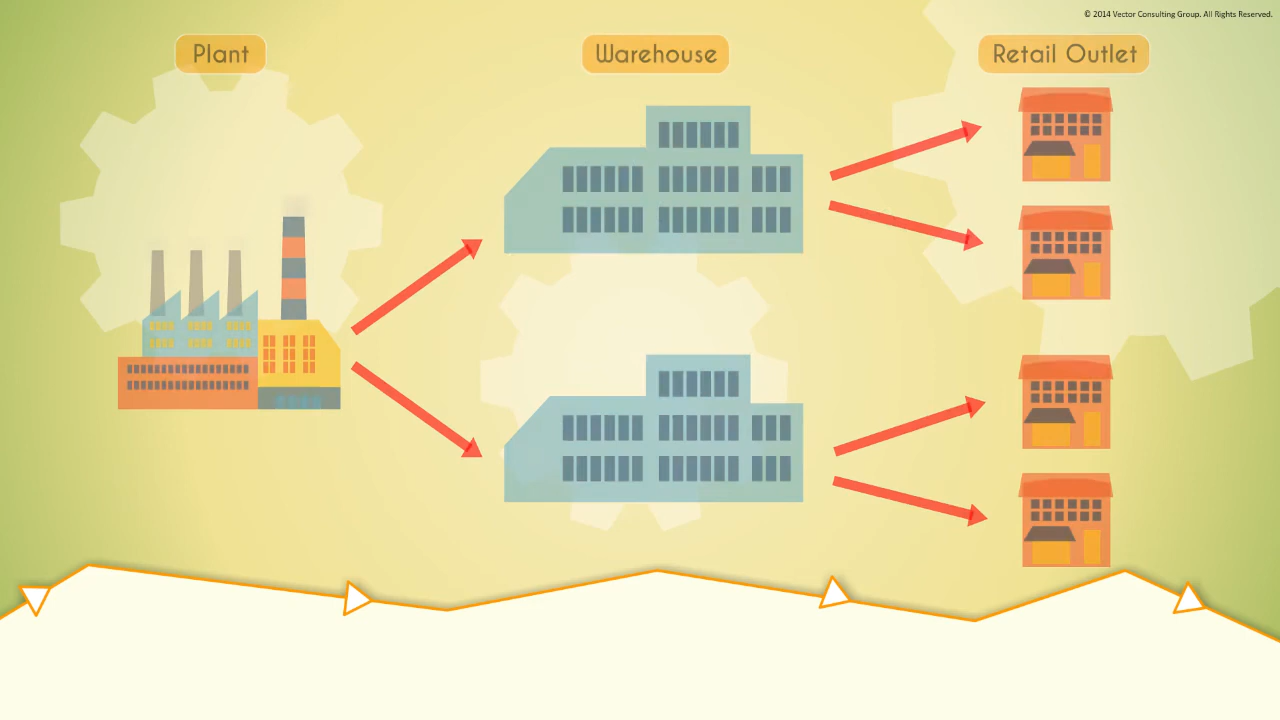 © 2014 Vector Consulting Group. All Rights Reserved.
Plant
Warehouse
Retail Outlet